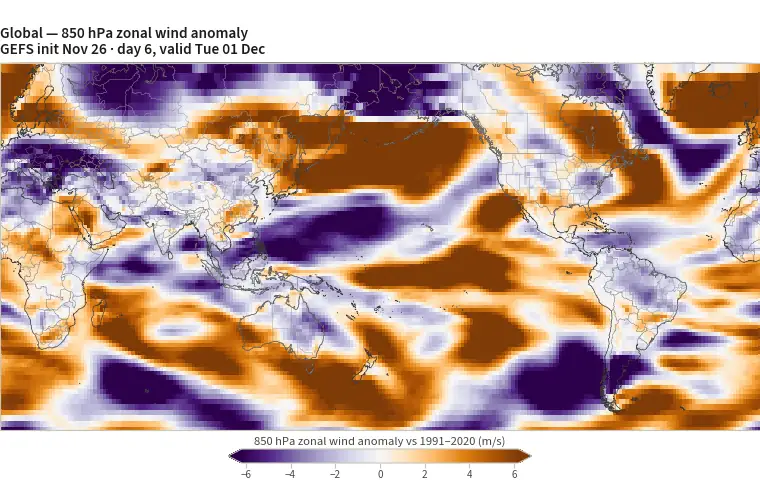 Global — 850 hPa zonal wind anomaly
GEFS init Nov 26 · day 6, valid Tue 01 Dec
850 hPa zonal wind anomaly vs 1991–2020 (m/s)
−6 −4 −2 0 2 4 6